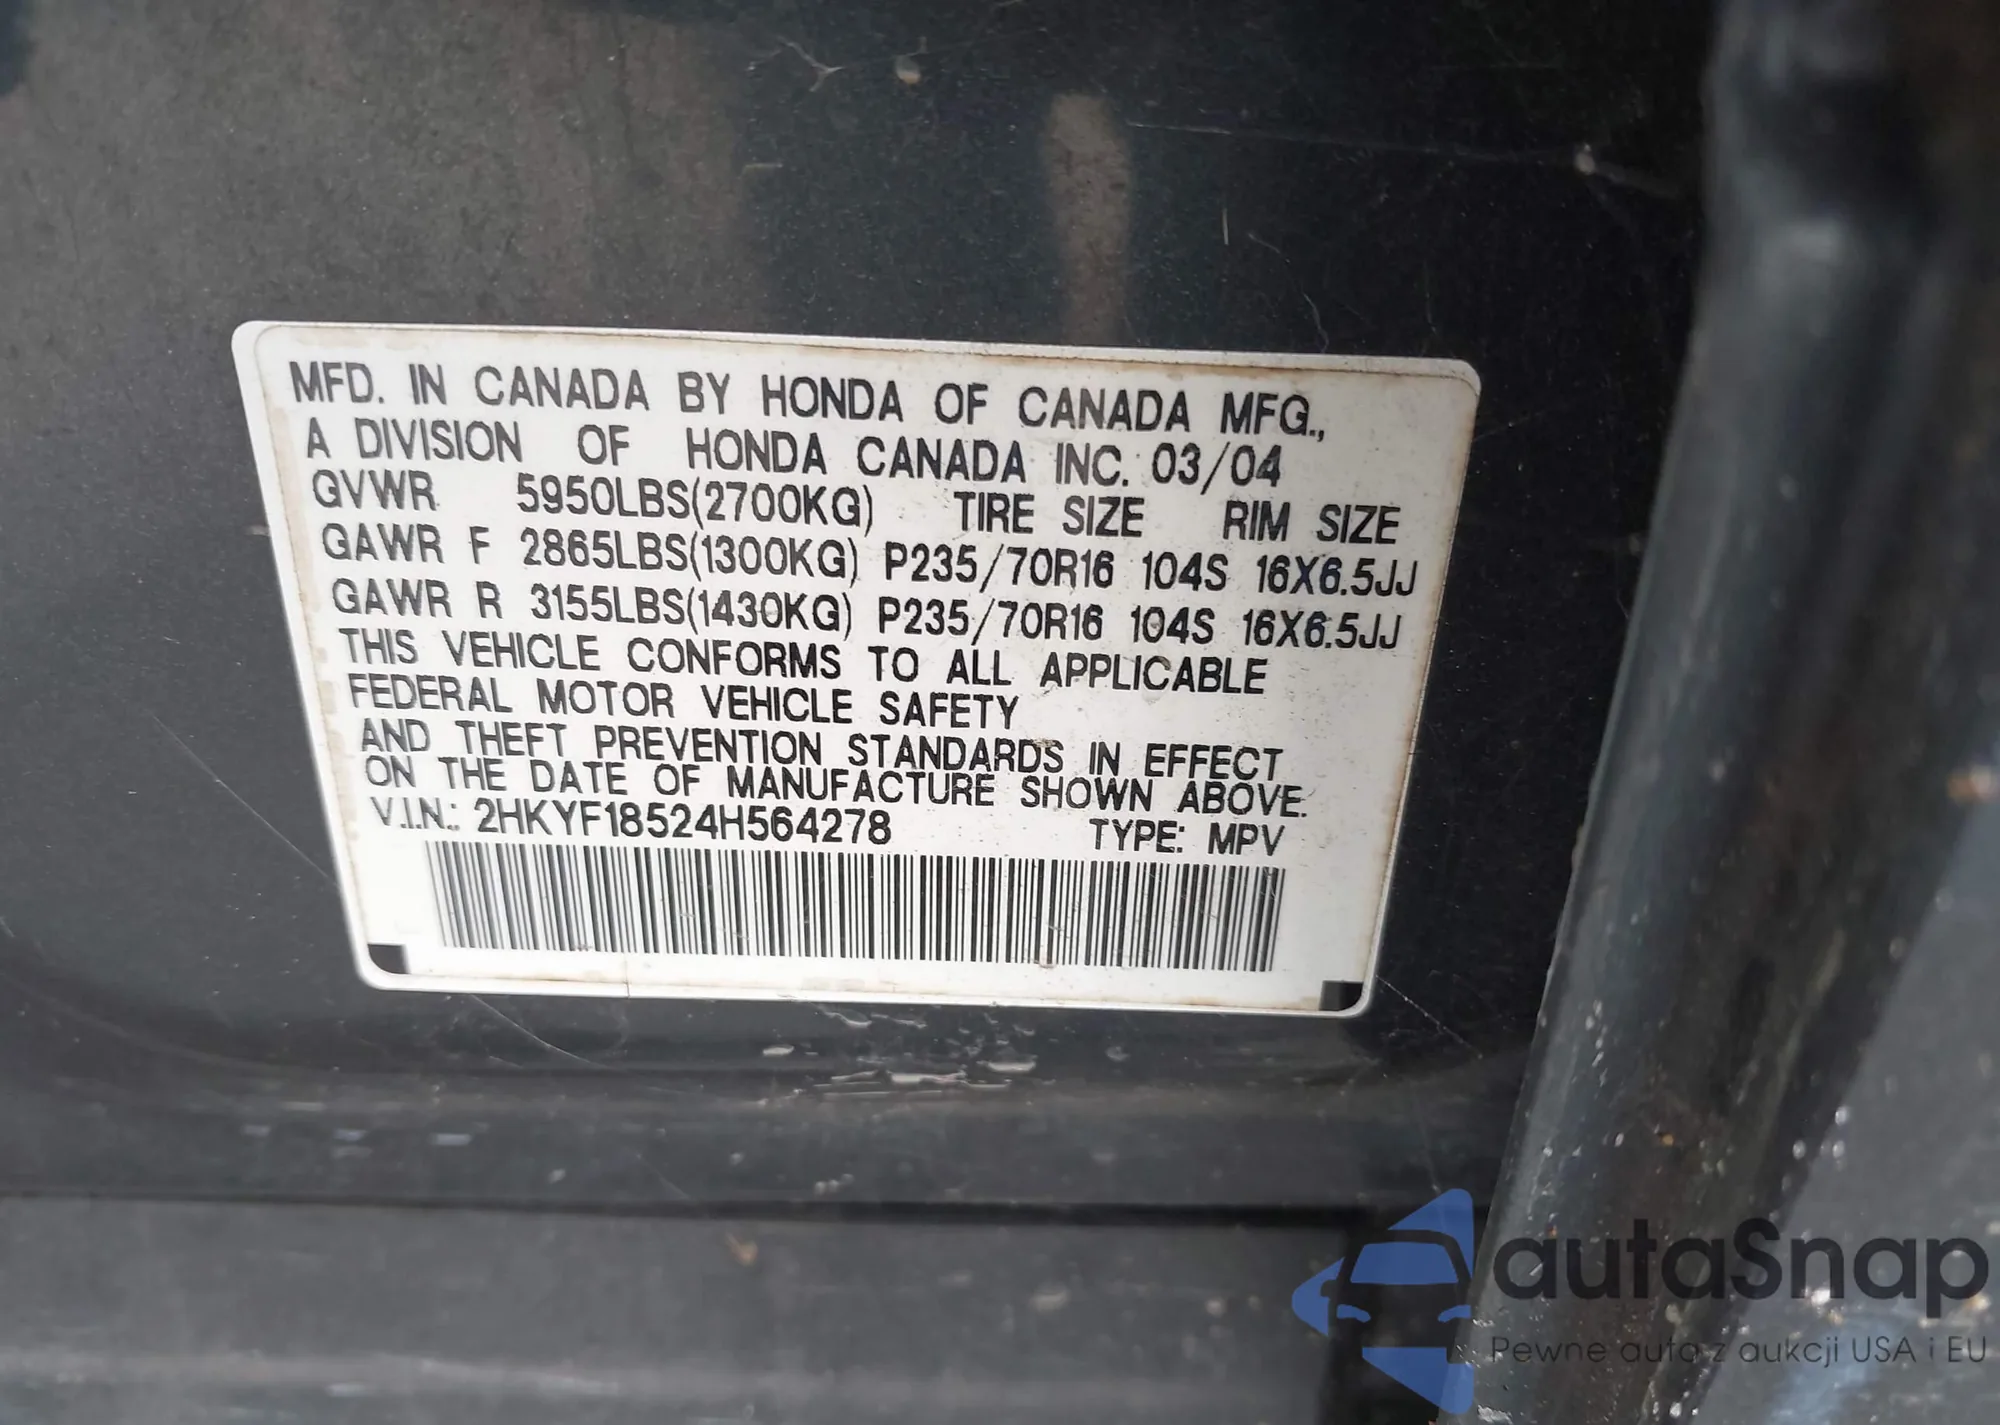 MFD. IN CANADA BY HONDA OF CANADA MFG.,
A DIVISION OF HONDA CANADA INC. 03/04
GVWR 5950LBS(2700KG) TIRE SIZE RIM SIZE
GAWR F 2865LBS(1300KG) P235/70R16 104S 16X6.5JJ
GAWR R 3155LBS(1430KG) P235/70R16 104S 16X6.5JJ
THIS VEHICLE CONFORMS TO ALL APPLICABLE
FEDERAL MOTOR VEHICLE SAFETY
AND THEFT PREVENTION STANDARDS IN EFFECT
ON THE DATE OF MANUFACTURE SHOWN ABOVE.
V.I.N.: 2HKYF18524H564278 TYPE: MPV
autaSnap
Pewne auta z aukcji USA i EU